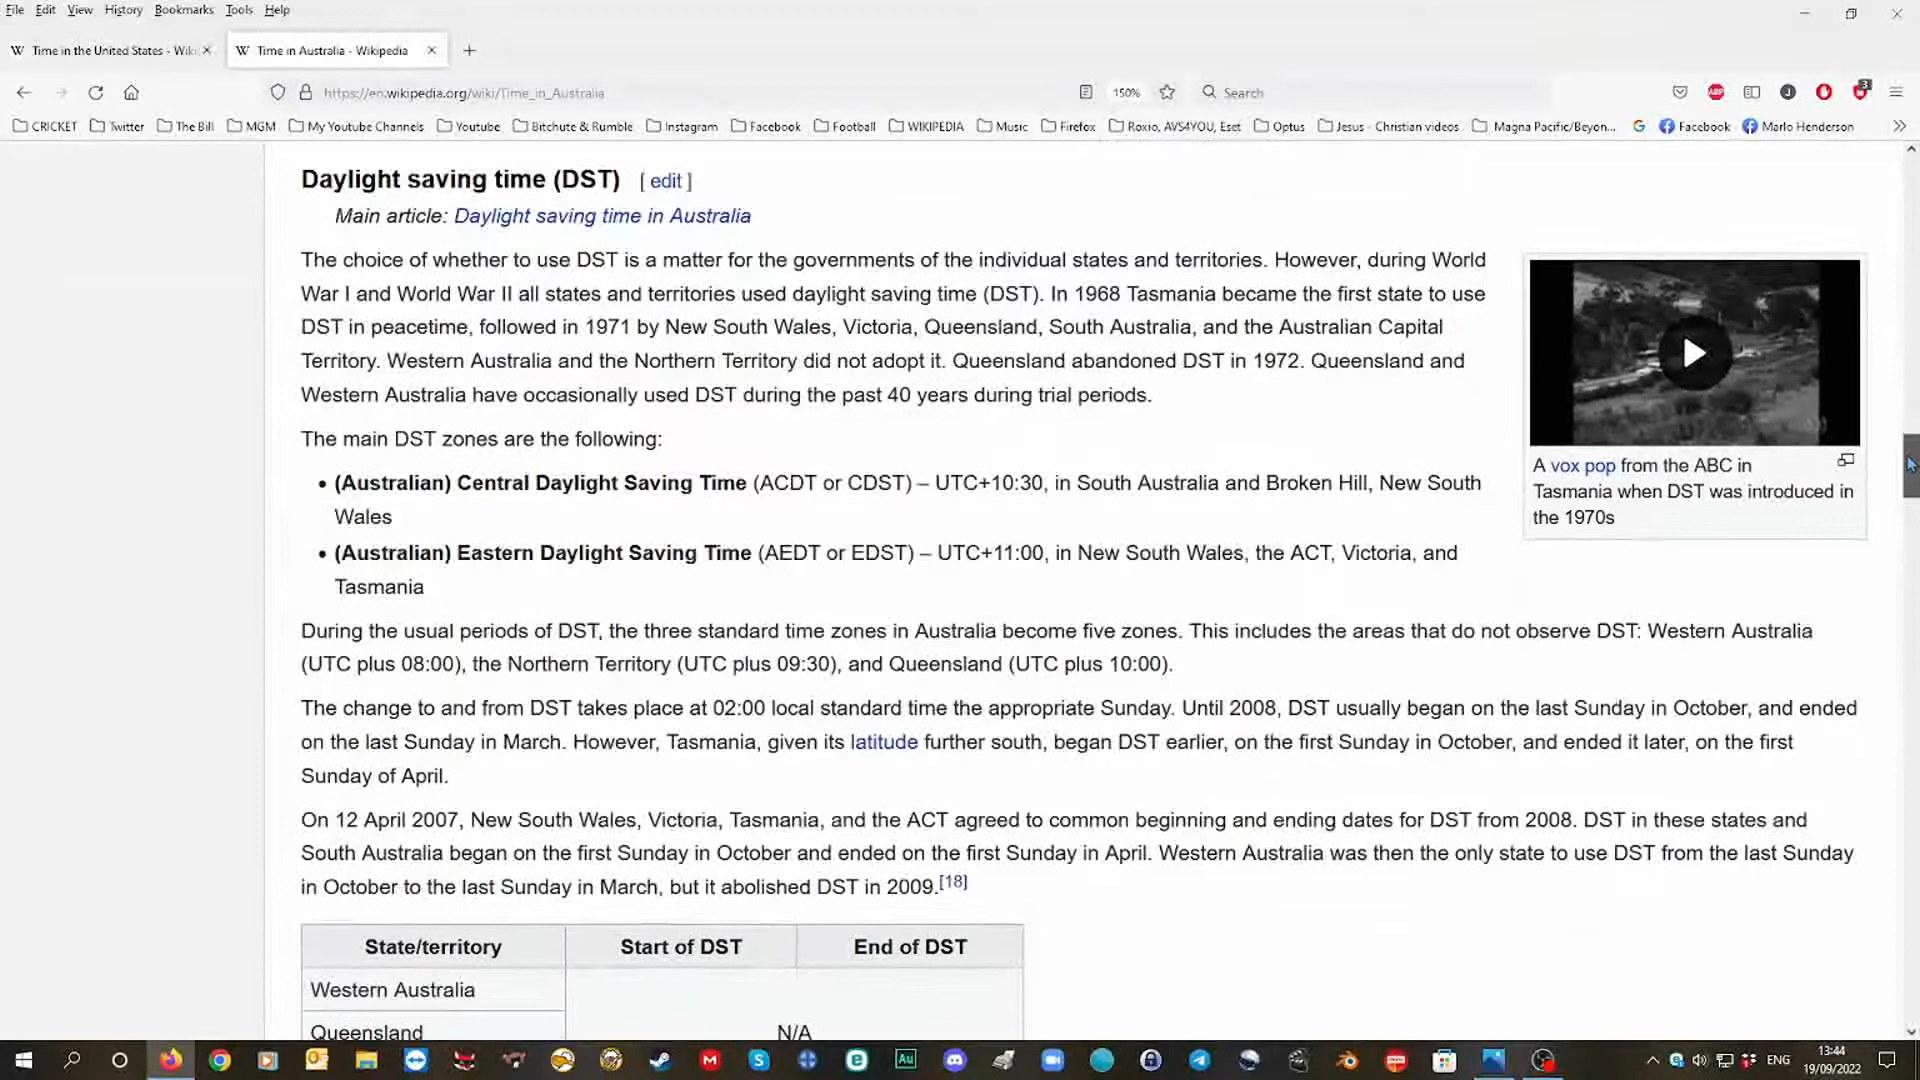 File Edit View History Bookmarks Tools Help
Time in the United States - Wiki
Time in Australia - Wikipedia
https://en.wikipedia.org/wiki/Time_in_Australia
150%
Search
3
CRICKET Twitter The Bill MGM My Youtube Channels Youtube Bitchute & Rumble Instagram Facebook Football WIKIPEDIA Music Firefox Roxio, AVS4YOU, Eset Optus Jesus - Christian videos Magna Pacific/Beyon... Facebook Marlo Henderson
Daylight saving time (DST) [ edit ]
Main article: Daylight saving time in Australia
The choice of whether to use DST is a matter for the governments of the individual states and territories. However, during World
War I and World War II all states and territories used daylight saving time (DST). In 1968 Tasmania became the first state to use
DST in peacetime, followed in 1971 by New South Wales, Victoria, Queensland, South Australia, and the Australian Capital
Territory. Western Australia and the Northern Territory did not adopt it. Queensland abandoned DST in 1972. Queensland and
Western Australia have occasionally used DST during the past 40 years during trial periods.
A vox pop from the ABC in
Tasmania when DST was introduced in
the 1970s
The main DST zones are the following:
• (Australian) Central Daylight Saving Time (ACDT or CDST) – UTC+10:30, in South Australia and Broken Hill, New South
Wales
• (Australian) Eastern Daylight Saving Time (AEDT or EDST) – UTC+11:00, in New South Wales, the ACT, Victoria, and
Tasmania
During the usual periods of DST, the three standard time zones in Australia become five zones. This includes the areas that do not observe DST: Western Australia
(UTC plus 08:00), the Northern Territory (UTC plus 09:30), and Queensland (UTC plus 10:00).
The change to and from DST takes place at 02:00 local standard time the appropriate Sunday. Until 2008, DST usually began on the last Sunday in October, and ended
on the last Sunday in March. However, Tasmania, given its latitude further south, began DST earlier, on the first Sunday in October, and ended it later, on the first
Sunday of April.
On 12 April 2007, New South Wales, Victoria, Tasmania, and the ACT agreed to common beginning and ending dates for DST from 2008. DST in these states and
South Australia began on the first Sunday in October and ended on the first Sunday in April. Western Australia was then the only state to use DST from the last Sunday
in October to the last Sunday in March, but it abolished DST in 2009.[18]
State/territory Start of DST End of DST
Western Australia
Queensland N/A
ENG
13:44
19/09/2022